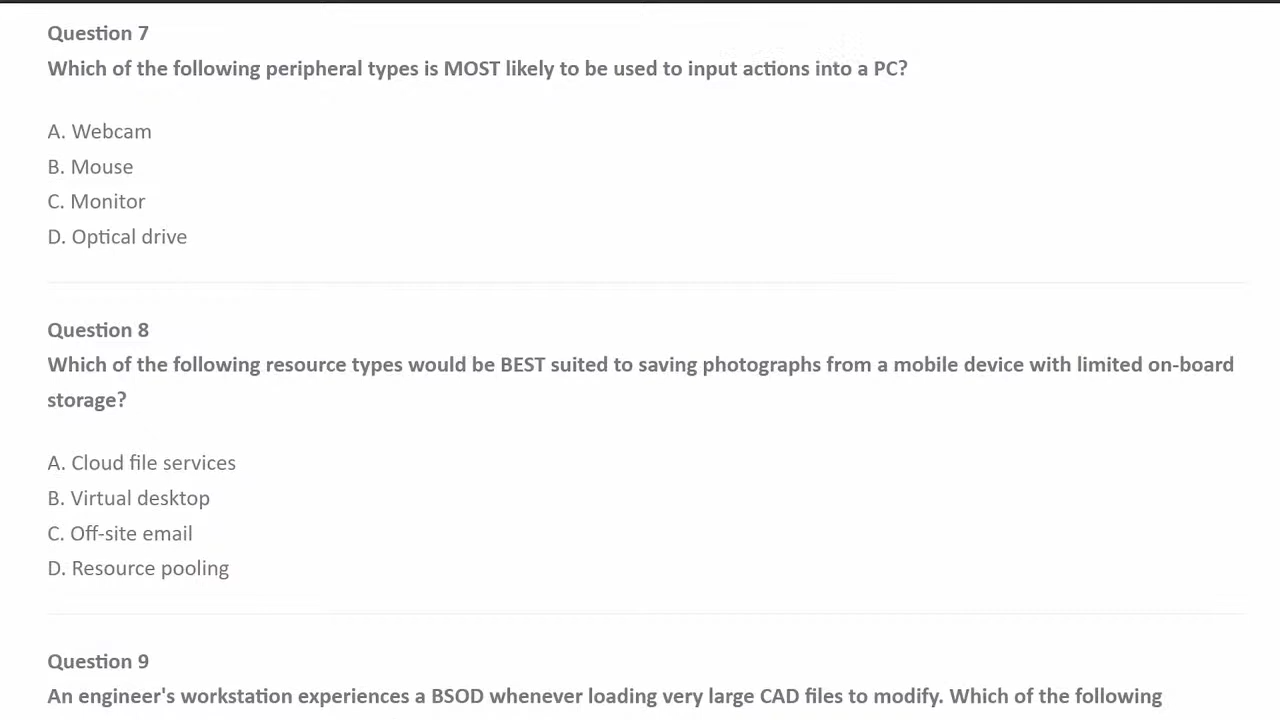 Question 7
Which of the following peripheral types is MOST likely to be used to input actions into a PC?
A. Webcam
B. Mouse
C. Monitor
D. Optical drive
Question 8
Which of the following resource types would be BEST suited to saving photographs from a mobile device with limited on-board
storage?
A. Cloud file services
B. Virtual desktop
C. Off-site email
D. Resource pooling
Question 9
An engineer's workstation experiences a BSOD whenever loading very large CAD files to modify. Which of the following